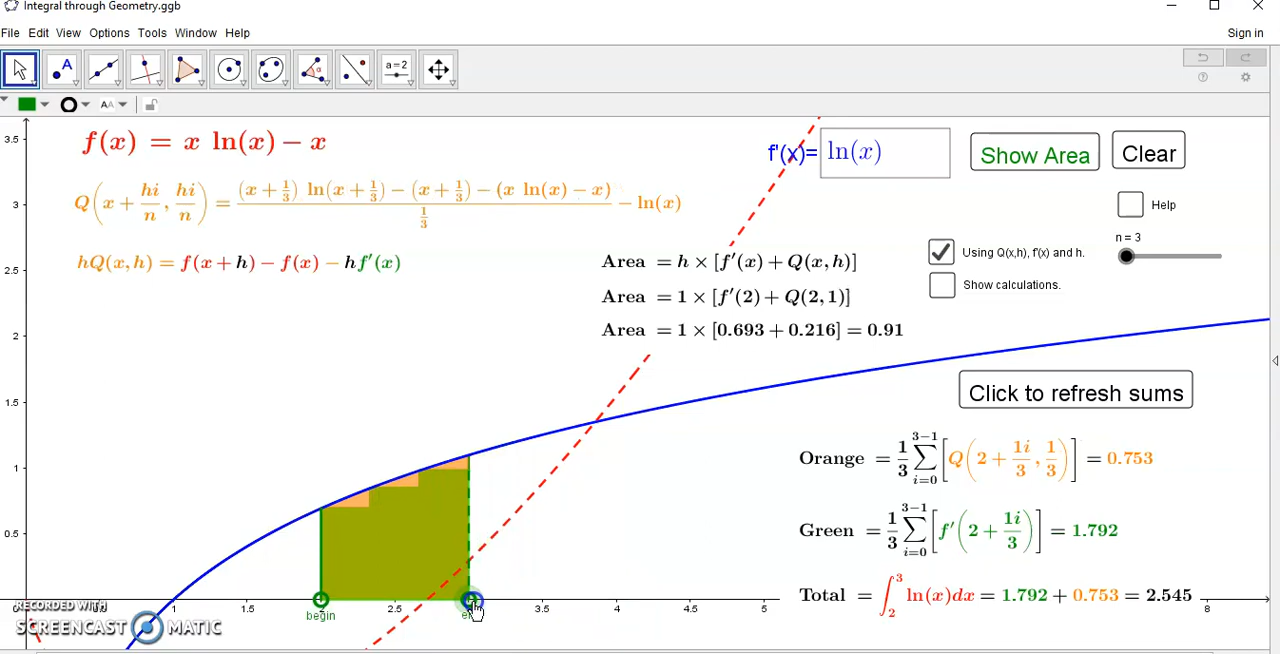 Integral through Geometry.ggb
File Edit View Options Tools Window Help
Sign in
A
a = 2
AA
f(x) = x ln(x) − x
f'(x)= ln(x)
Show Area
Clear
Q(x + hi/n, hi/n) = ((x + 1/3) ln(x + 1/3) − (x + 1/3) − (x ln(x) − x))/(1/3) − ln(x)
Help
n = 3
hQ(x, h) = f(x + h) − f(x) − hf'(x)
Area = h × [f'(x) + Q(x, h)]
Using Q(x,h), f'(x) and h.
Area = 1 × [f'(2) + Q(2, 1)]
Show calculations.
Area = 1 × [0.693 + 0.216] = 0.91
Click to refresh sums
Orange = 1/3 ∑_{i=0}^{3−1} [Q(2 + 1i/3, 1/3)] = 0.753
Green = 1/3 ∑_{i=0}^{3−1} [f'(2 + 1i/3)] = 1.792
Total = ∫_2^3 ln(x)dx = 1.792 + 0.753 = 2.545
3.5
3
2.5
2
1.5
1
0.5
0 1 1.5 2.5 3.5 4 4.5 5 8
begin
RECORDED WITH
SCREENCAST MATIC